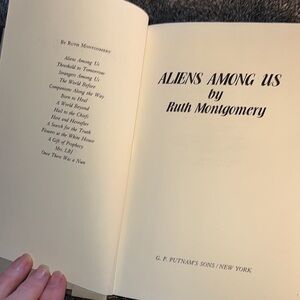 By Ruth Montgomery
Aliens Among Us
Threshold to Tomorrow
Strangers Among Us
The World Before
Companions Along the Way
Born to Heal
A World Beyond
Hail to the Chiefs
Here and Hereafter
A Search for the Truth
Flowers at the White House
A Gift of Prophecy
Mrs. LBJ
Once There Was a Nun
ALIENS AMONG US
by
Ruth Montgomery
G. P. PUTNAM'S SONS / NEW YORK